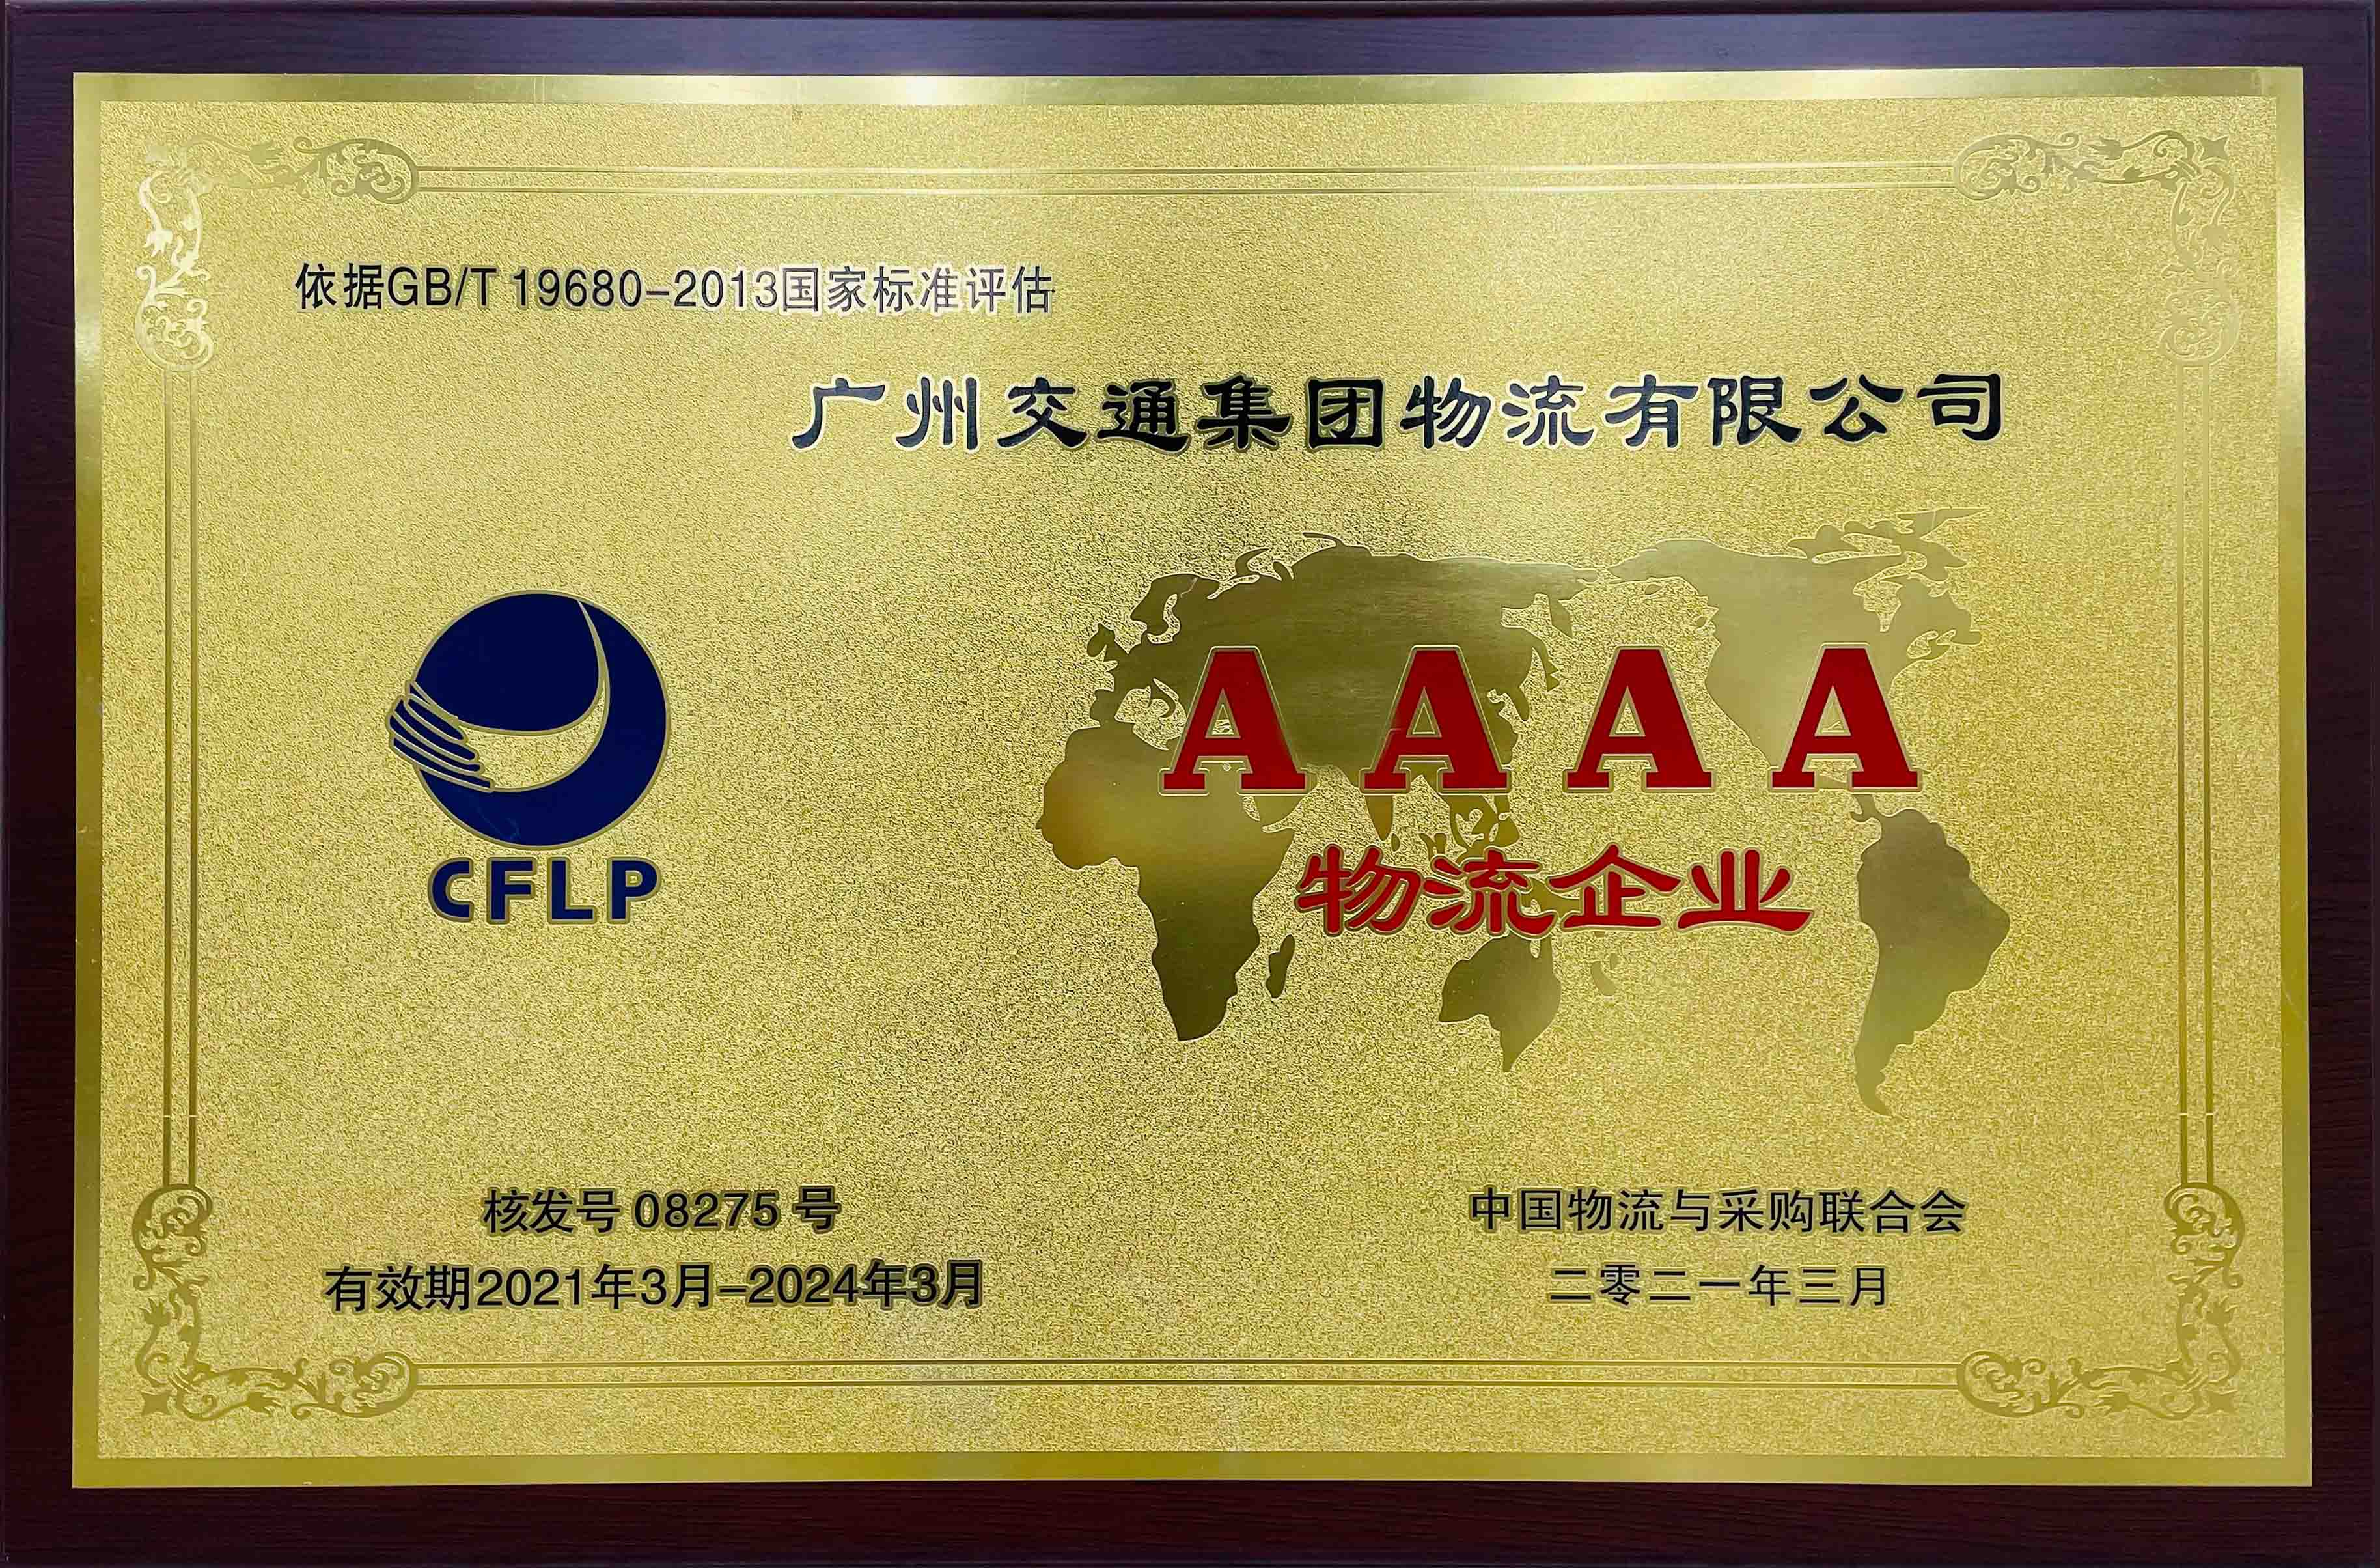 依据GB/T 19680-2013国家标准评估
广州交通集团物流有限公司
A A A A
物流企业
CFLP
核发号 08275 号
有效期2021年3月-2024年3月
中国物流与采购联合会
二零二一年三月